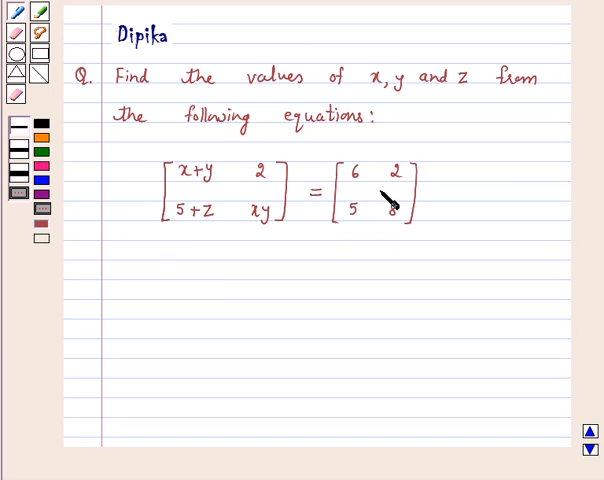 Dipika
Q. Find the values of x, y and z from
the following equations:
[x+y 2] = [6 2]
[5+z xy] [5 8]